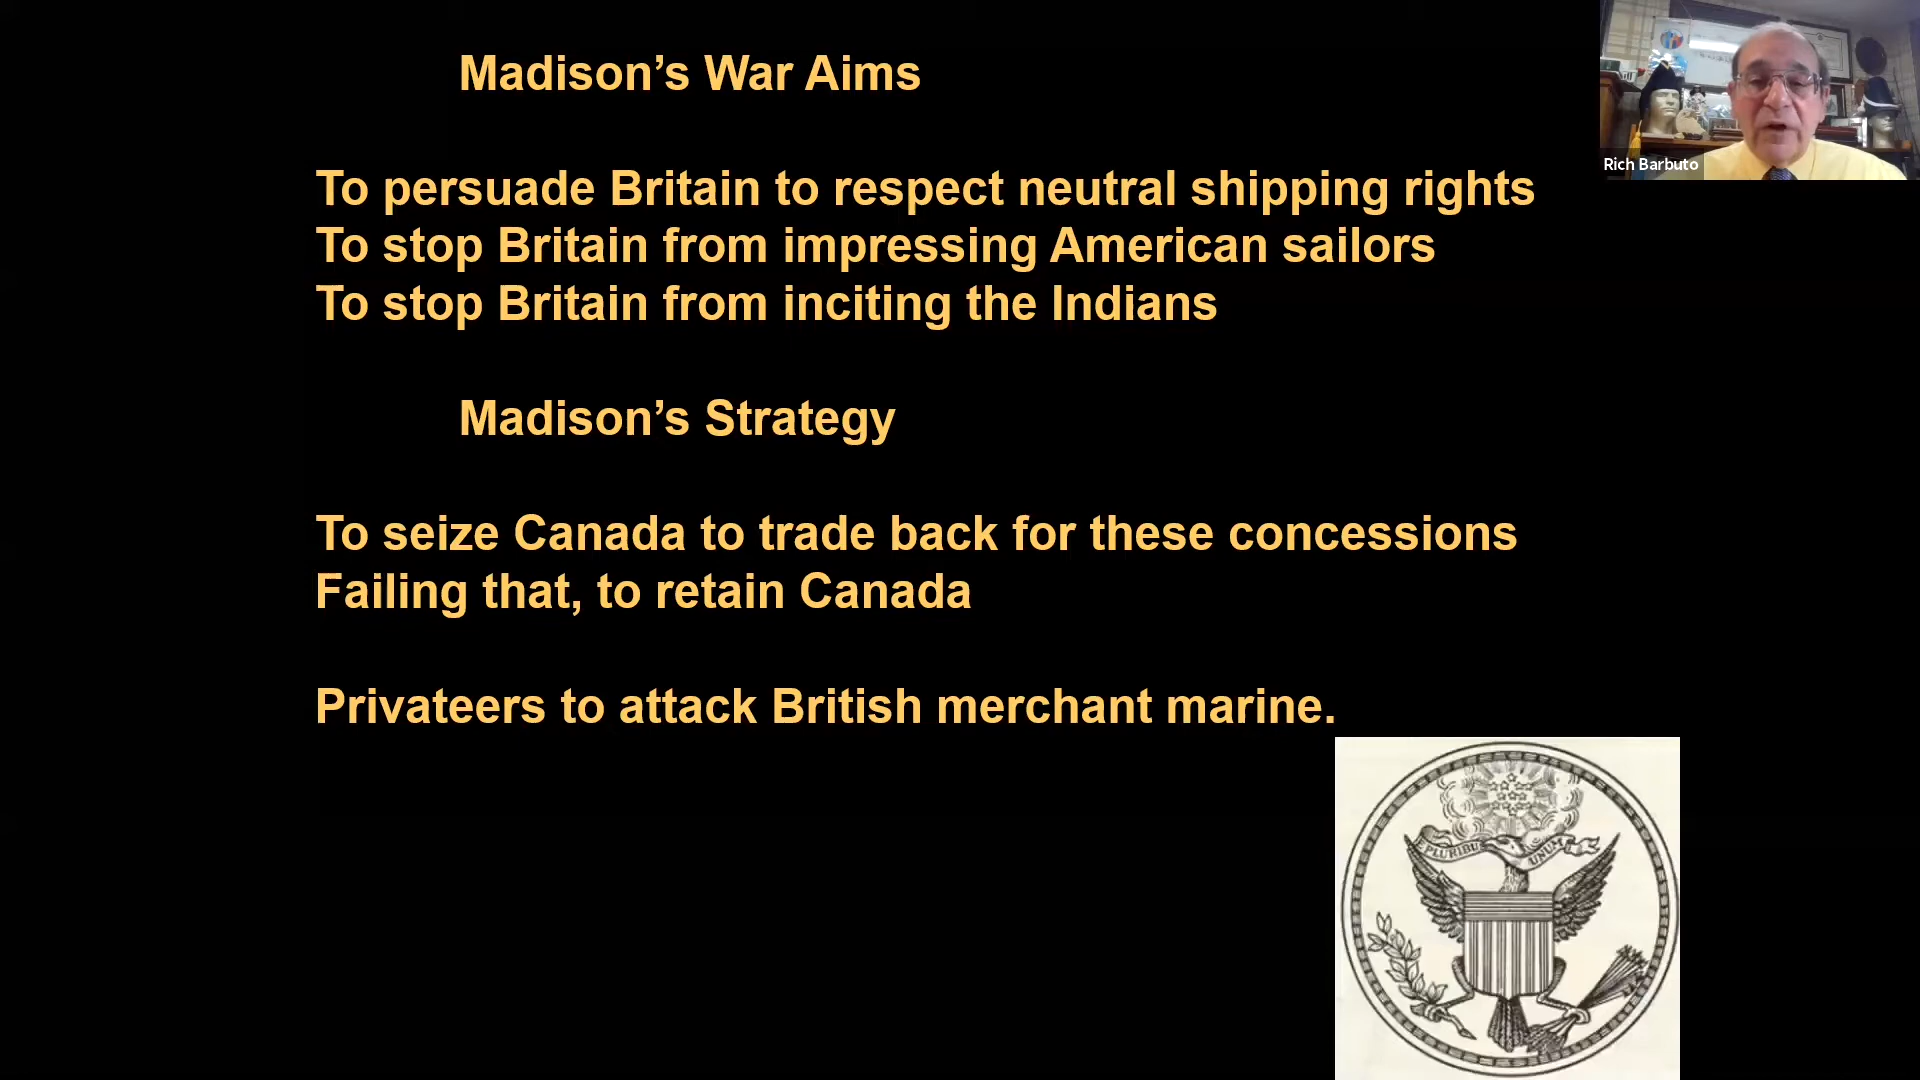 Madison’s War Aims
To persuade Britain to respect neutral shipping rights
To stop Britain from impressing American sailors
To stop Britain from inciting the Indians
Madison’s Strategy
To seize Canada to trade back for these concessions
Failing that, to retain Canada
Privateers to attack British merchant marine.
Rich Barbuto
E PLURIBU UNUM